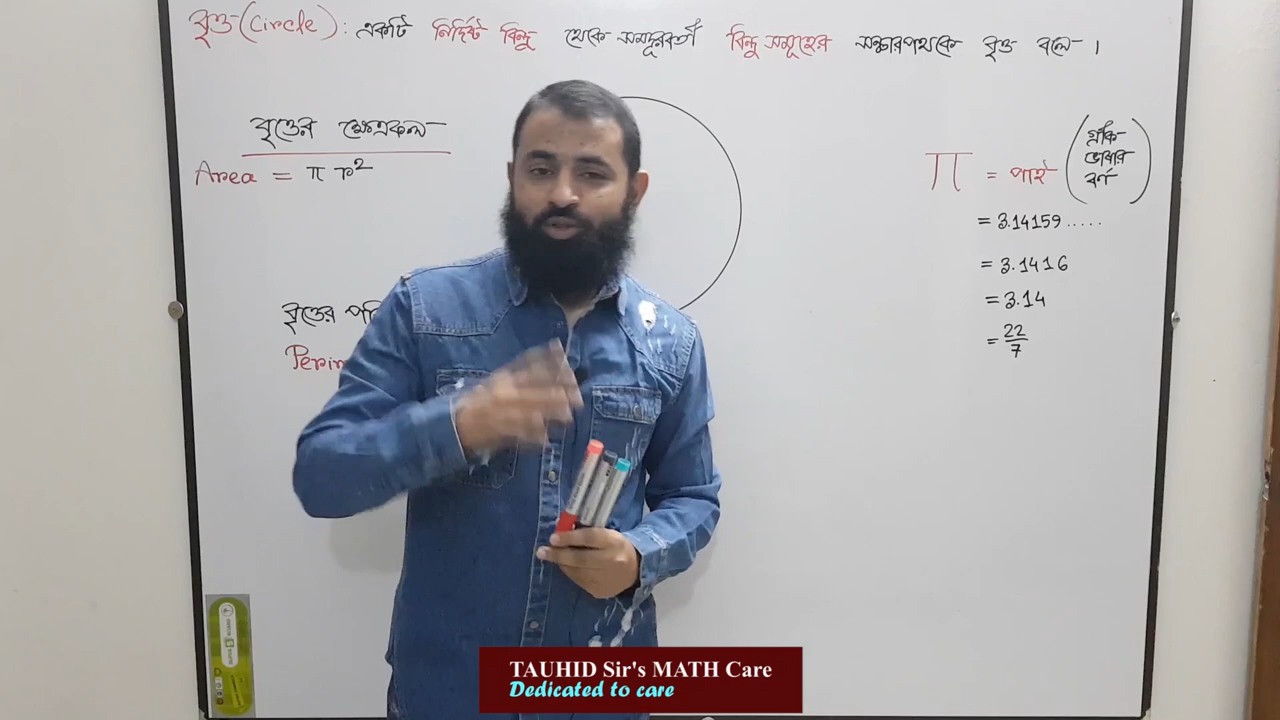 বৃত্ত (Circle) : একটি নির্দিষ্ট বিন্দু থেকে সমদূরবর্তী বিন্দু সমূহের সঞ্চারপথকে বৃত্ত বলে ।
বৃত্তের ক্ষেত্রফল
Area = π r²
বৃত্তের
π = পাই (গ্রীক ভাষার বর্ণ)
= 3.14159.....
= 3.1416
= 3.14
= 22/7
TAUHID Sir's MATH Care
Dedicated to care